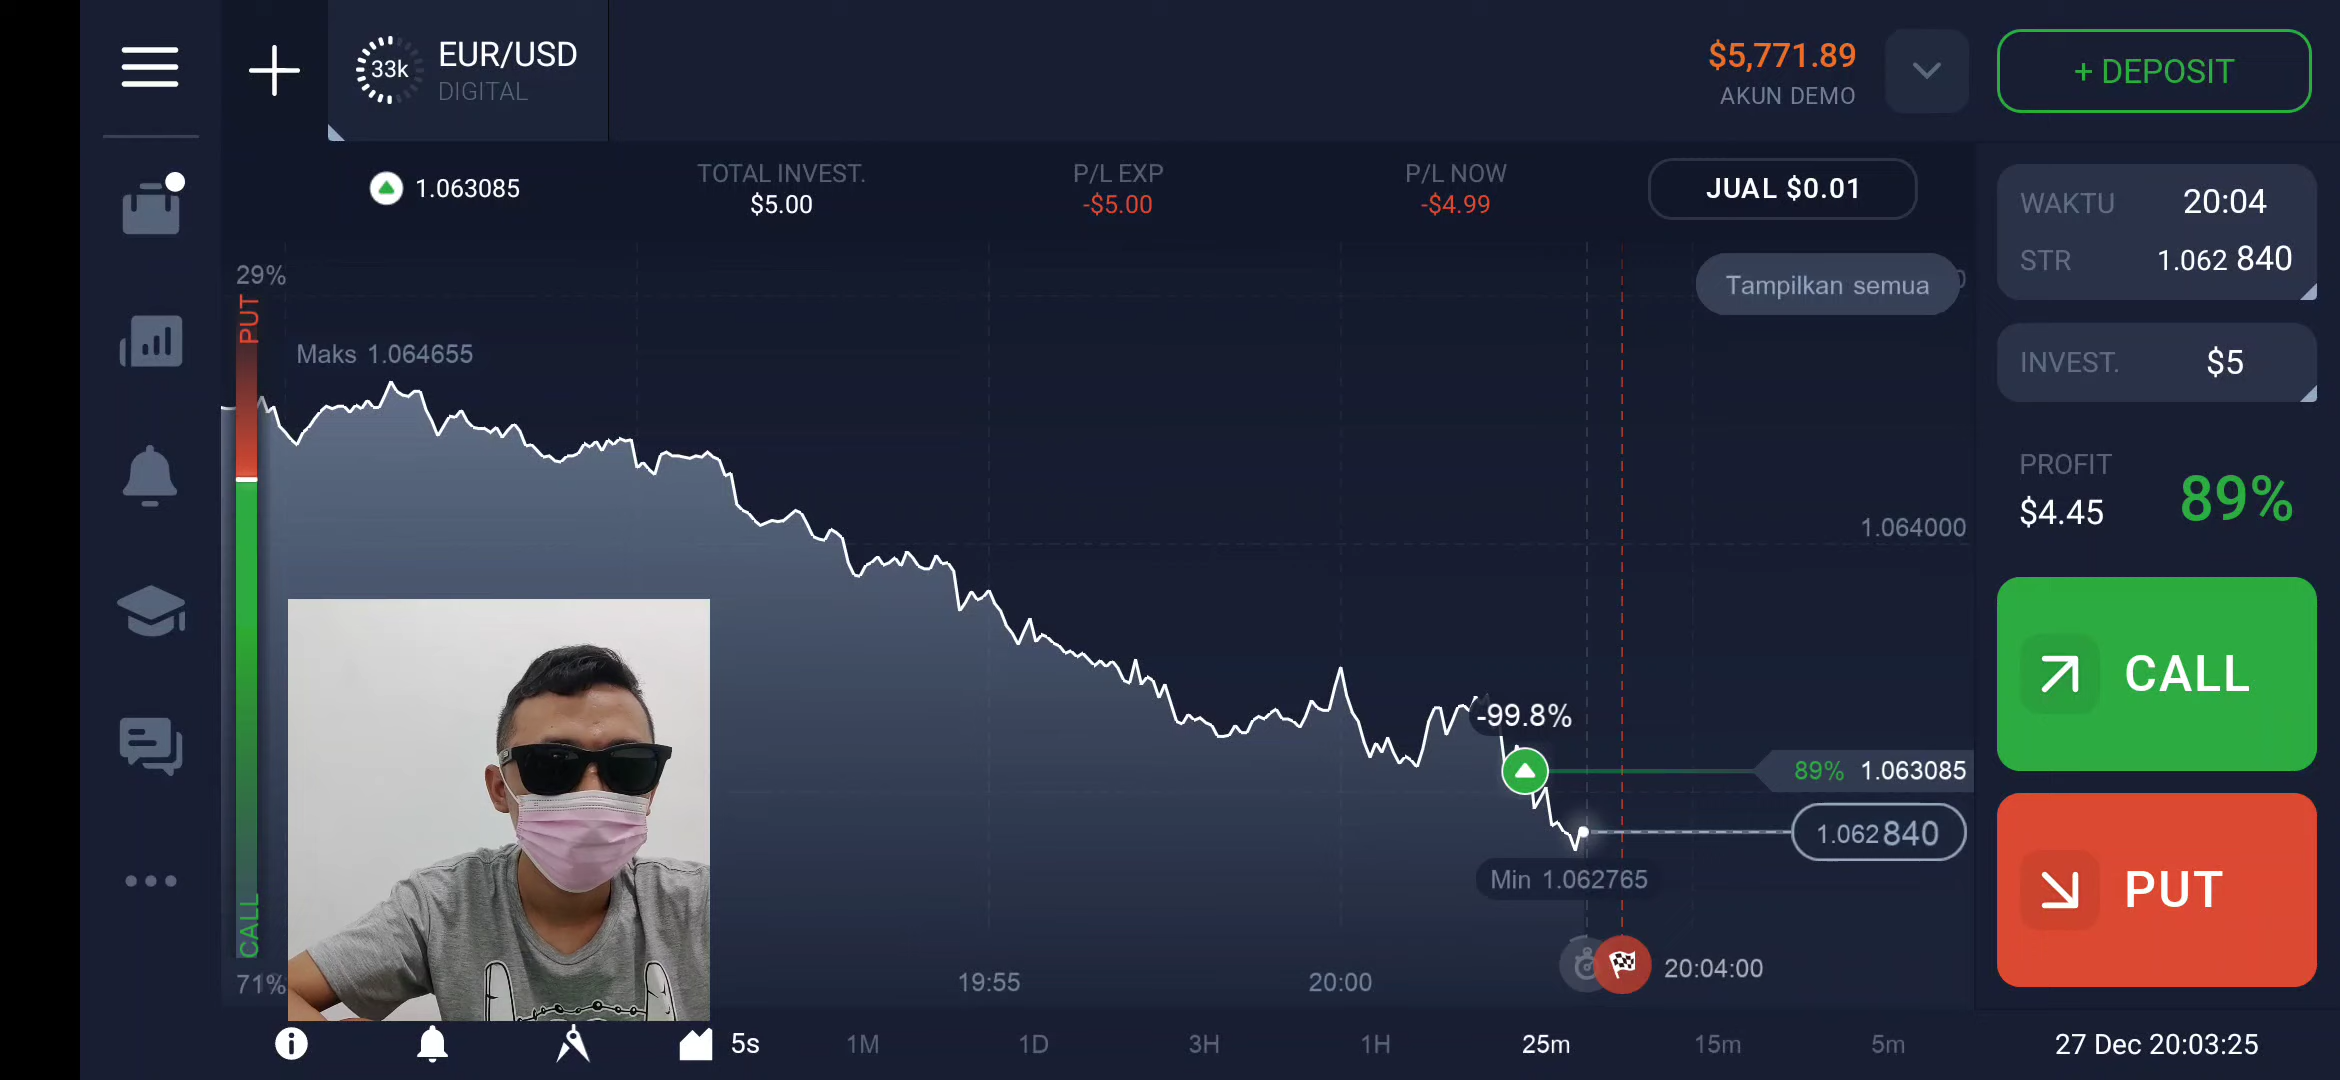 33k
EUR/USD
DIGITAL
$5,771.89
AKUN DEMO
+ DEPOSIT
1.063085
TOTAL INVEST.
$5.00
P/L EXP
-$5.00
P/L NOW
-$4.99
JUAL $0.01
WAKTU 20:04
STR 1.062 840
29%
PUT
Tampilkan semua
Maks 1.064655
INVEST. $5
PROFIT
$4.45
89%
1.064000
CALL
-99.8%
89% 1.063085
1.062 840
Min 1.062765
PUT
CALL
71%
19:55
20:00
20:04:00
5s
1M
1D
3H
1H
25m
15m
5m
27 Dec 20:03:25